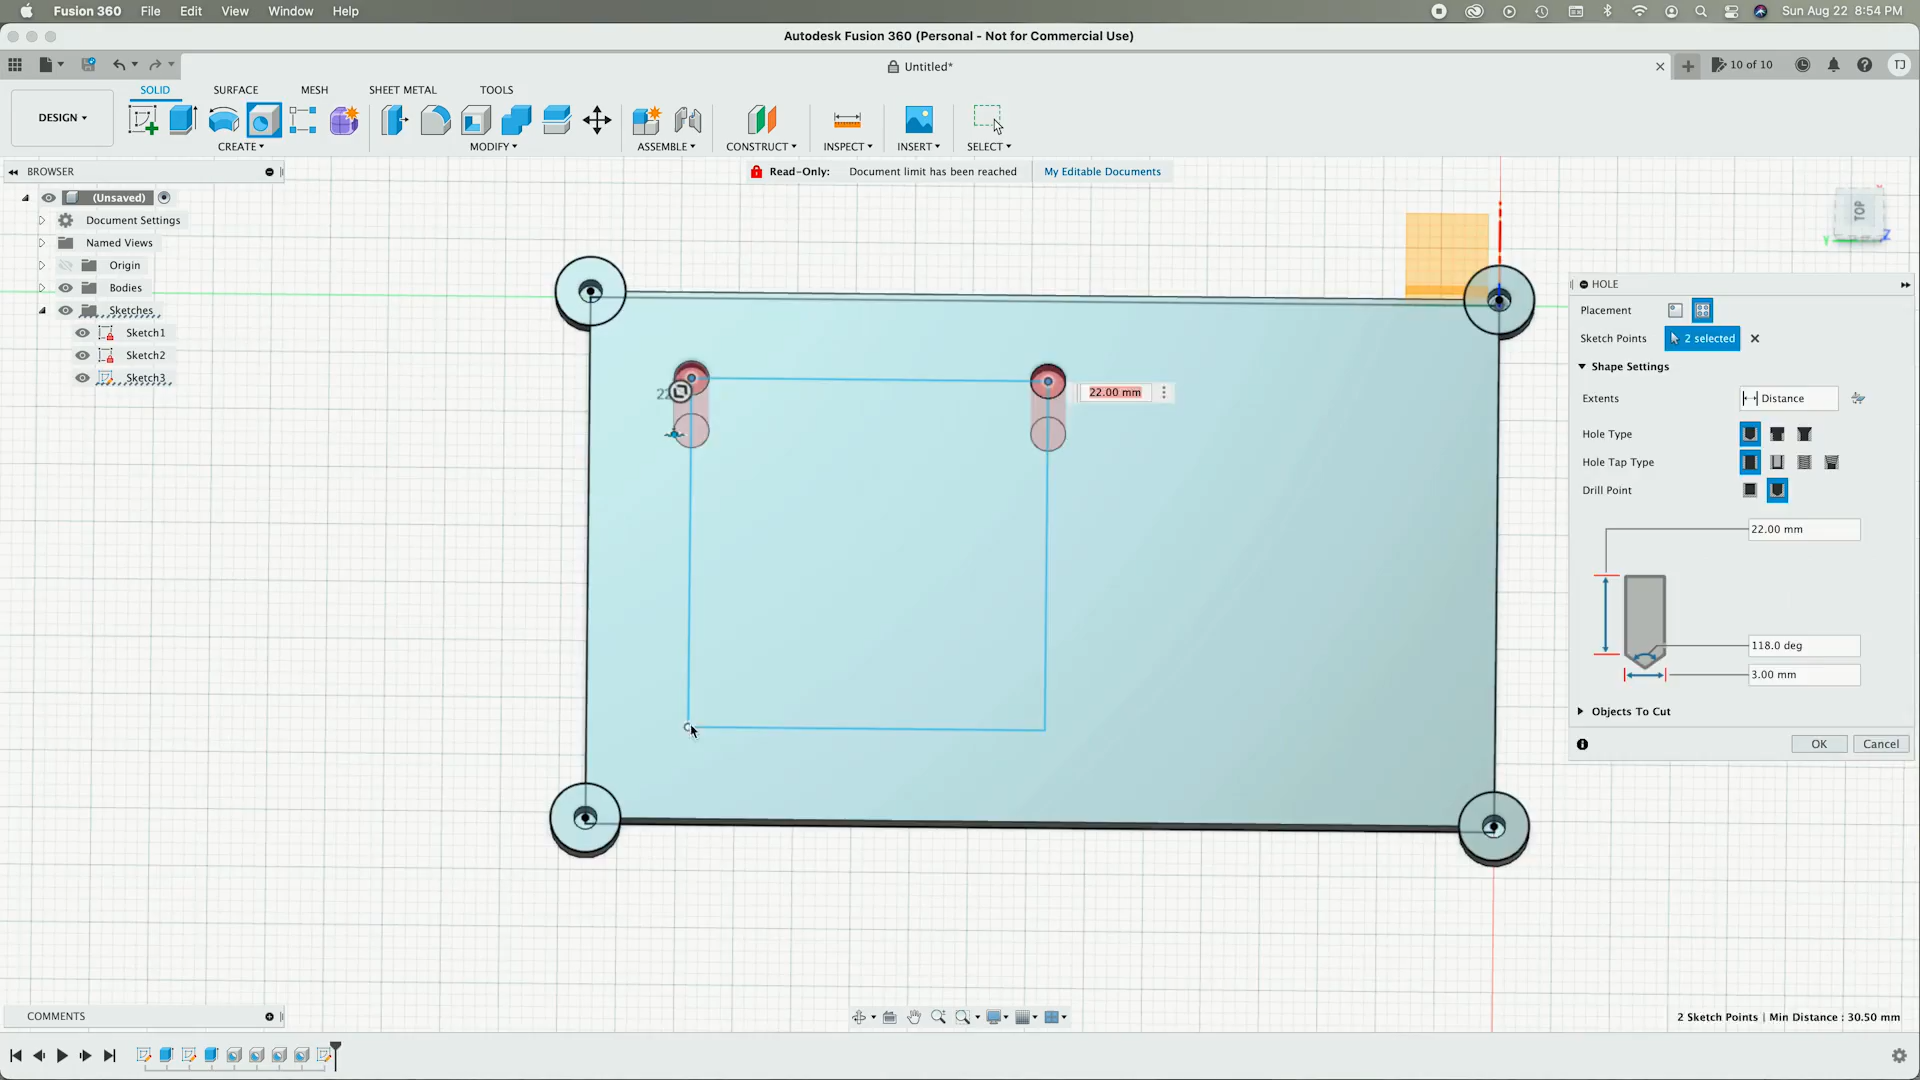 Fusion 360 File Edit View Window Help Sun Aug 22 8:54 PM
Autodesk Fusion 360 (Personal - Not for Commercial Use)
Untitled* 10 of 10 TJ
SOLID SURFACE MESH SHEET METAL TOOLS
DESIGN
CREATE MODIFY ASSEMBLE CONSTRUCT INSPECT INSERT SELECT
BROWSER
Read-Only: Document limit has been reached My Editable Documents
(Unsaved)
Document Settings
Named Views
Origin
Bodies
Sketches
Sketch1
Sketch2
Sketch3
TOP
Y
Z
22.00 mm
HOLE
Placement
Sketch Points 2 selected
Shape Settings
Extents Distance
Hole Type
Hole Tap Type
Drill Point
22.00 mm
118.0 deg
3.00 mm
Objects To Cut
OK Cancel
COMMENTS
2 Sketch Points | Min Distance : 30.50 mm